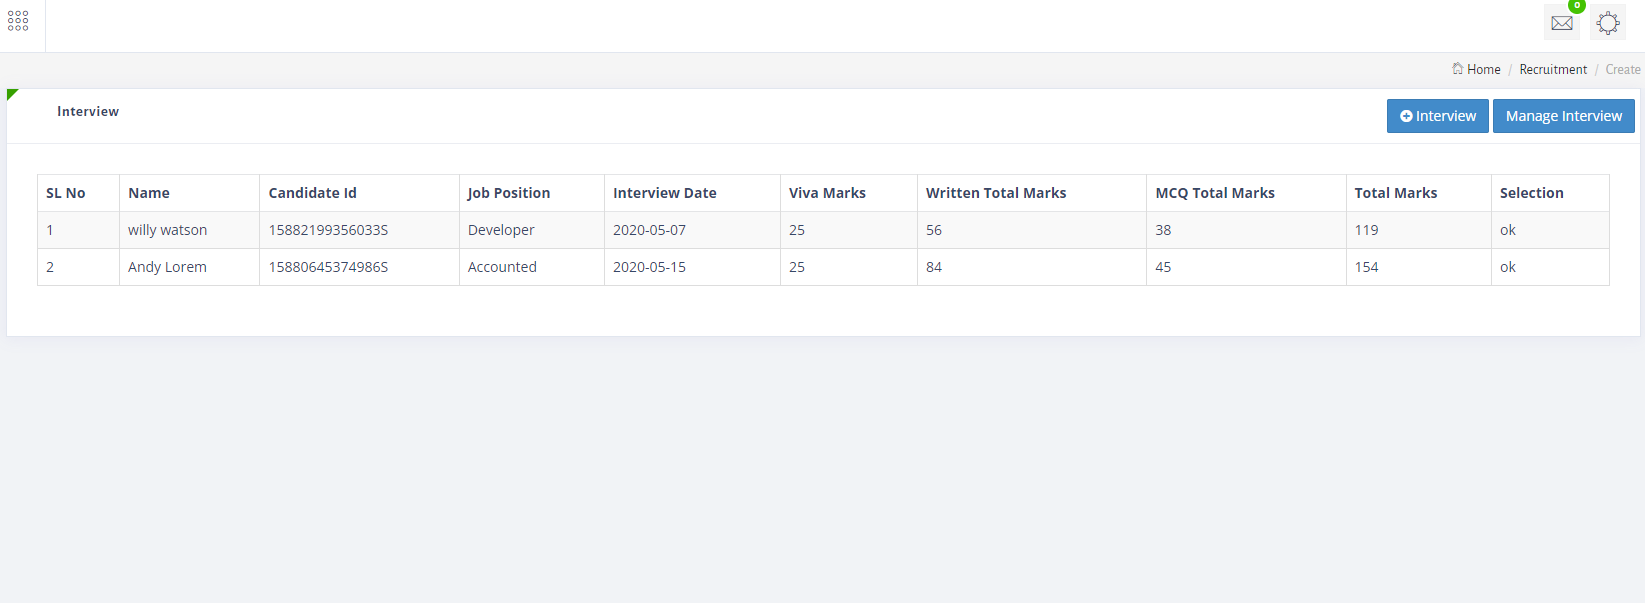 0
Home / Recruitment / Create
Interview
Interview Manage Interview
SL No Name Candidate Id Job Position Interview Date Viva Marks Written Total Marks MCQ Total Marks Total Marks Selection
1 willy watson 15882199356033S Developer 2020-05-07 25 56 38 119 ok
2 Andy Lorem 15880645374986S Accounted 2020-05-15 25 84 45 154 ok